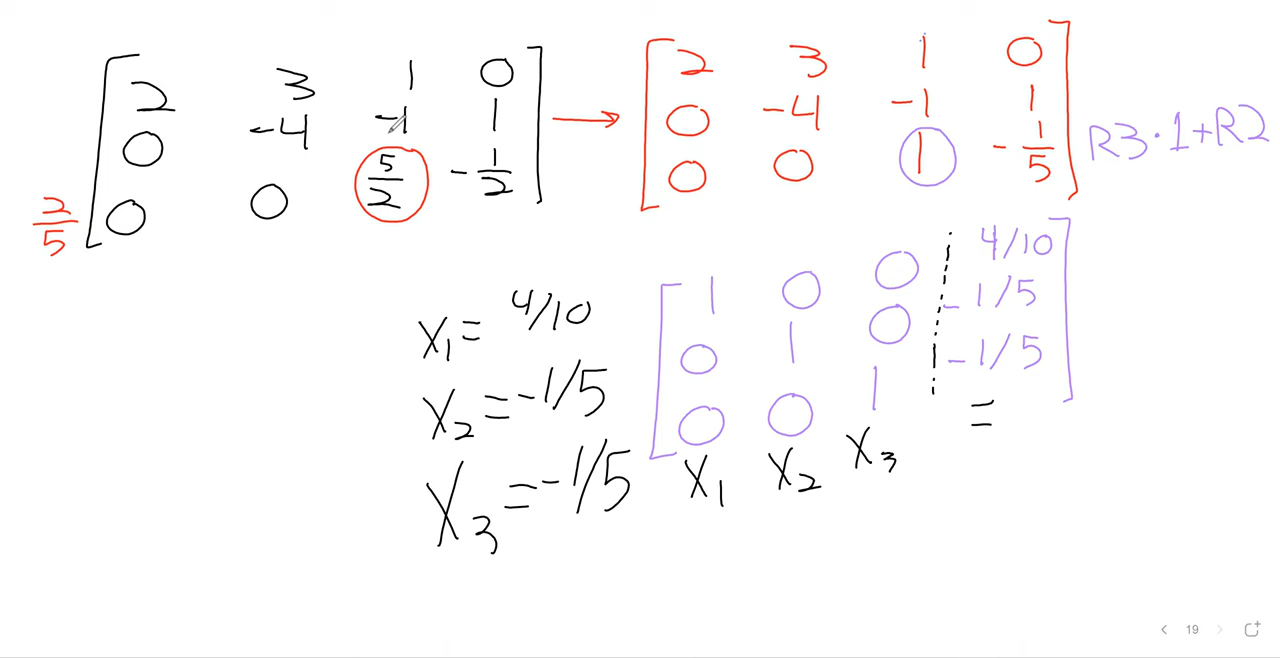 2 3 1 0
0 -4 -1 1
0 0 5/2 -1/2
2/5
→
2 3 1 0
0 -4 -1 1
0 0 1 -1/5
R3·1+R2
1 0 0 4/10
0 1 0 -1/5
0 0 1 -1/5
X1 X2 X3 =
X1= 4/10
X2=-1/5
X3=-1/5
19